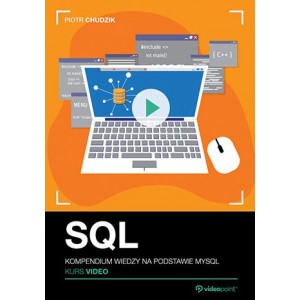 PIOTR CHUDZIK
#include <>
int main()
{ C++ }
MENU
SQL
KOMPENDIUM WIEDZY NA PODSTAWIE MYSQL
KURS VIDEO
videopoint